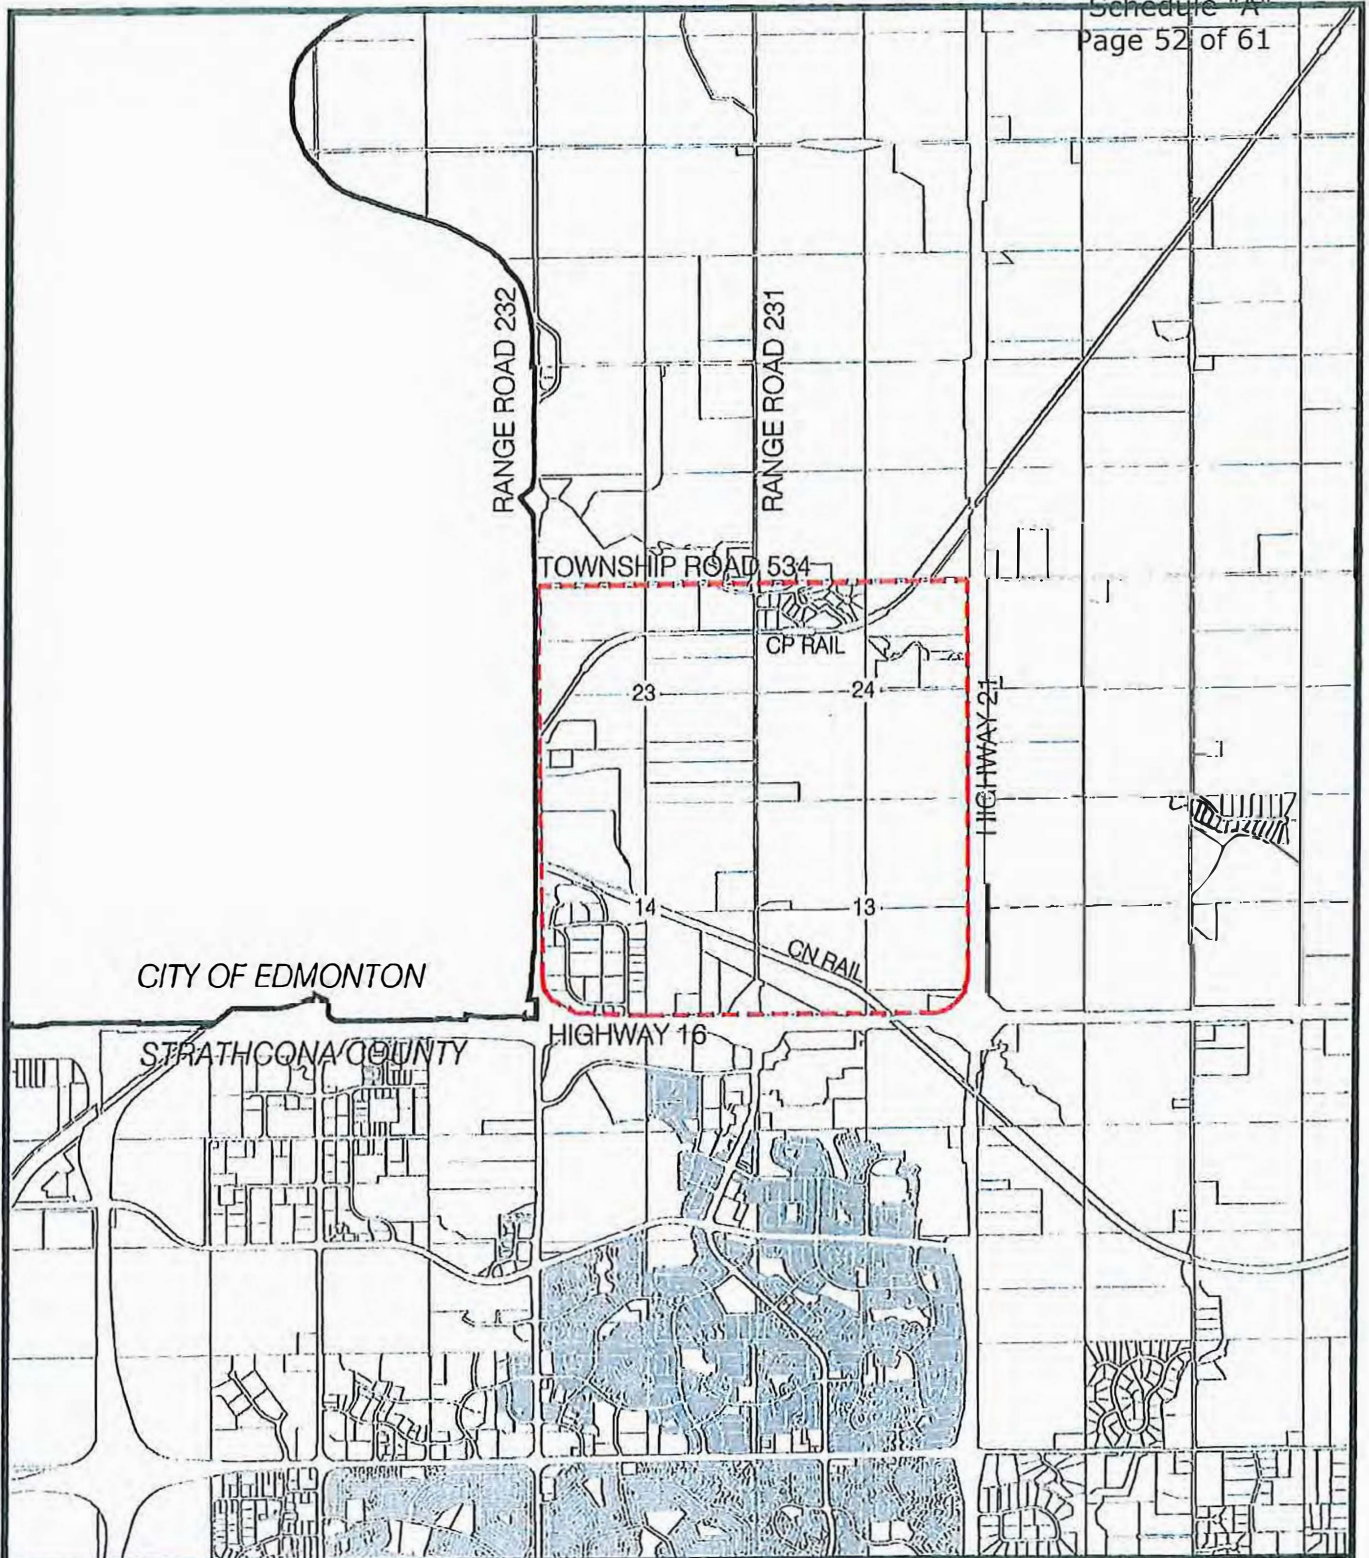 Schedule "A"
Page 52 of 61
RANGE ROAD 232
RANGE ROAD 231
TOWNSHIP ROAD 534
CP RAIL
23
24
HIGHWAY 21
14
13
CN RAIL
CITY OF EDMONTON
HIGHWAY 16
STRATHCONA COUNTY